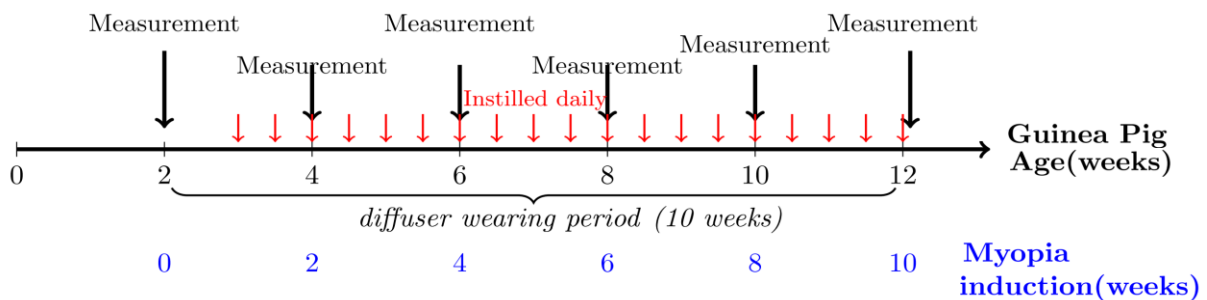 Measurement
Measurement
Measurement
Measurement
Measurement
Measurement
Instilled daily
Guinea Pig
Age(weeks)
0
2
4
6
8
10
12
diffuser wearing period (10 weeks)
0
2
4
6
8
10
Myopia
induction(weeks)